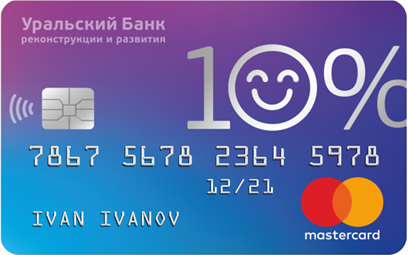 Уральский Банк
реконструкции и развития
10%
7867 5678 2364 5978
12/21
IVAN IVANOV
mastercard